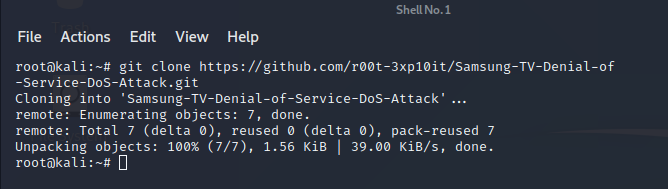 Shell No. 1
File Actions Edit View Help
root@kali:~# git clone https://github.com/r00t-3xp10it/Samsung-TV-Denial-of
-Service-DoS-Attack.git
Cloning into 'Samsung-TV-Denial-of-Service-DoS-Attack'...
remote: Enumerating objects: 7, done.
remote: Total 7 (delta 0), reused 0 (delta 0), pack-reused 7
Unpacking objects: 100% (7/7), 1.56 KiB | 39.00 KiB/s, done.
root@kali:~#